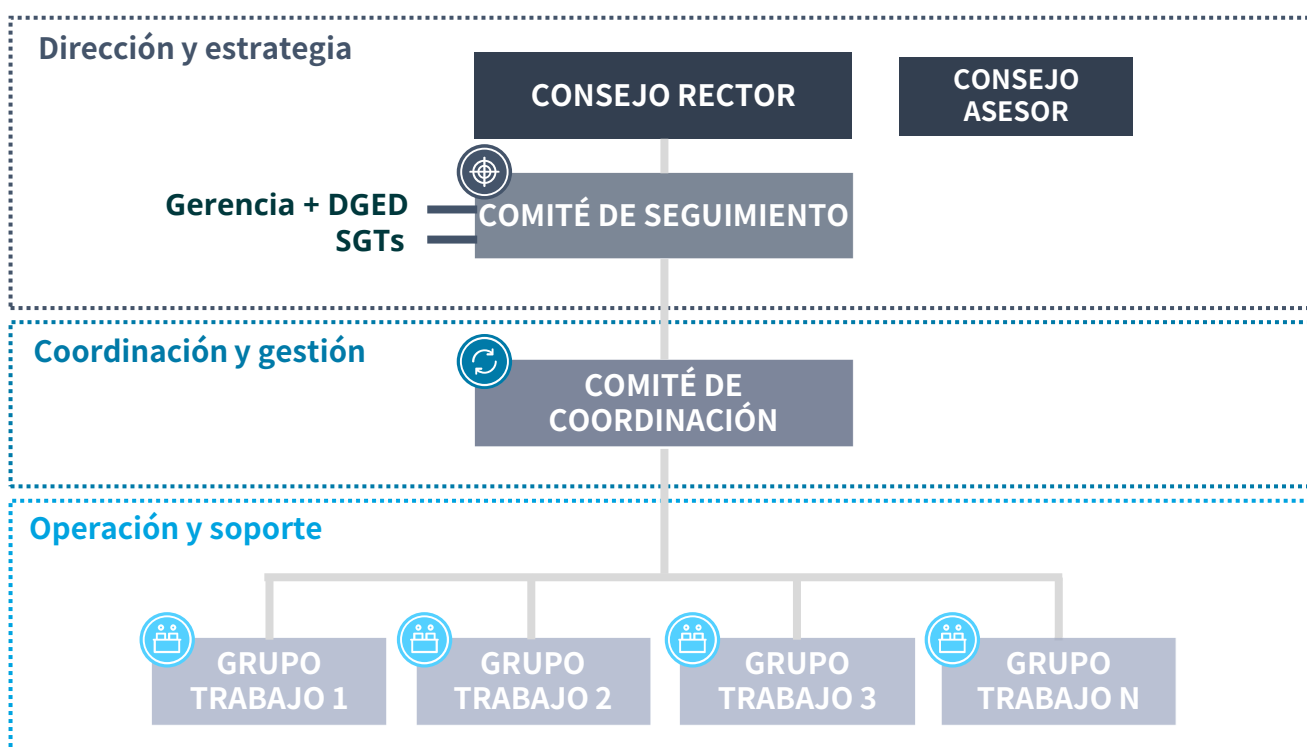 Dirección y estrategia
CONSEJO RECTOR
CONSEJO
ASESOR
Gerencia + DGED
SGTs
COMITÉ DE SEGUIMIENTO
Coordinación y gestión
COMITÉ DE
COORDINACIÓN
Operación y soporte
GRUPO
TRABAJO 1
GRUPO
TRABAJO 2
GRUPO
TRABAJO 3
GRUPO
TRABAJO N